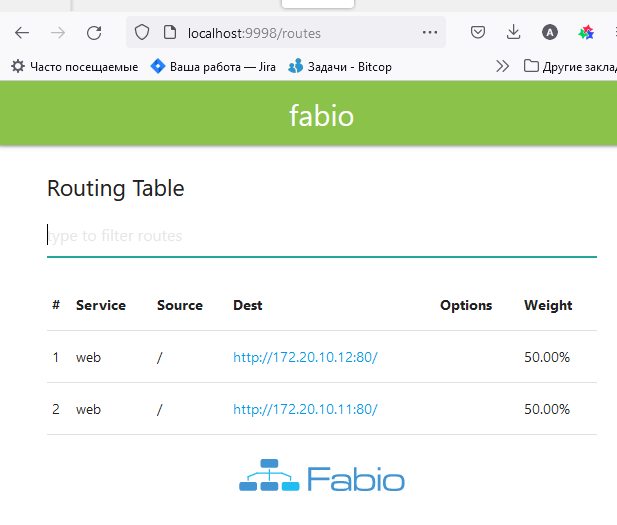 localhost:9998/routes
A
Часто посещаемые Ваша работа — Jira Задачи - Bitcop Другие заклад
fabio
Routing Table
type to filter routes
# Service Source Dest Options Weight
1 web / http://172.20.10.12:80/ 50.00%
2 web / http://172.20.10.11:80/ 50.00%
Fabio